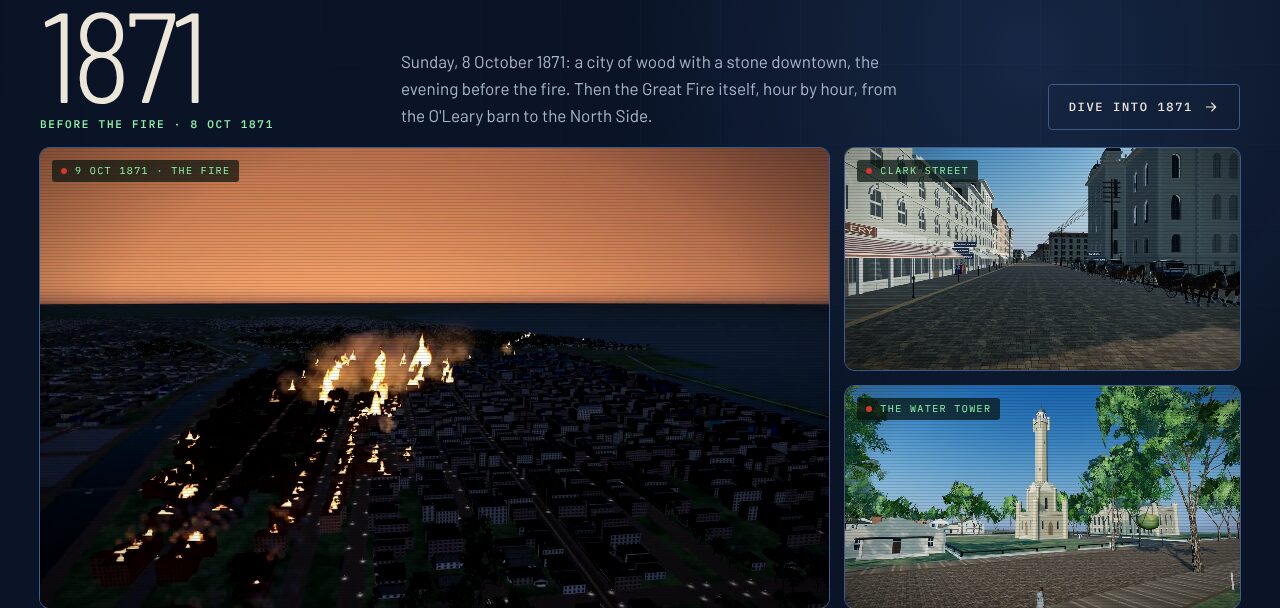 1871
BEFORE THE FIRE · 8 OCT 1871
Sunday, 8 October 1871: a city of wood with a stone downtown, the
evening before the fire. Then the Great Fire itself, hour by hour, from
the O'Leary barn to the North Side.
DIVE INTO 1871 →
9 OCT 1871 · THE FIRE
CLARK STREET
THE WATER TOWER